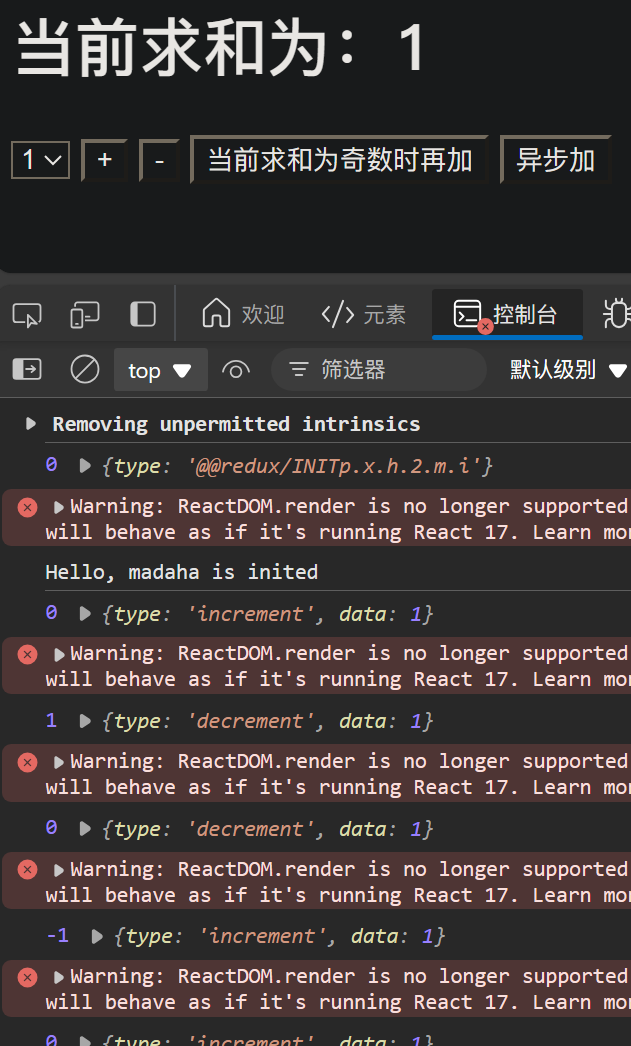 当前求和为：1
1 + - 当前求和为奇数时再加 异步加
欢迎 </> 元素 控制台
top 筛选器 默认级别
Removing unpermitted intrinsics
0 {type: '@@redux/INITp.x.h.2.m.i'}
Warning: ReactDOM.render is no longer supported
will behave as if it's running React 17. Learn mo
Hello, madaha is inited
0 {type: 'increment', data: 1}
Warning: ReactDOM.render is no longer supported
will behave as if it's running React 17. Learn mo
1 {type: 'decrement', data: 1}
Warning: ReactDOM.render is no longer supported
will behave as if it's running React 17. Learn mo
0 {type: 'decrement', data: 1}
Warning: ReactDOM.render is no longer supported
will behave as if it's running React 17. Learn mo
-1 {type: 'increment', data: 1}
Warning: ReactDOM.render is no longer supported
will behave as if it's running React 17. Learn mo
0 {type: 'increment', data: 1}